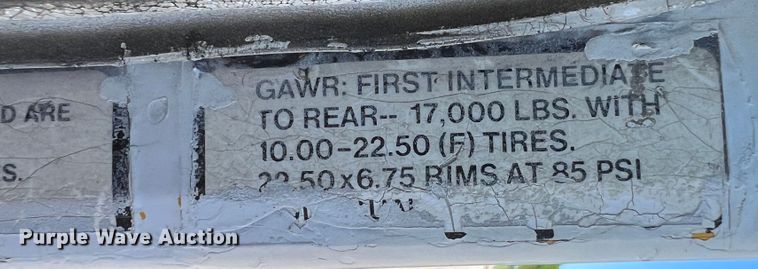 D ARE
S.
GAWR: FIRST INTERMEDIATE
TO REAR-- 17,000 LBS. WITH
10.00-22.50 (F) TIRES.
22.50x6.75 RIMS AT 85 PSI
Purple Wave Auction